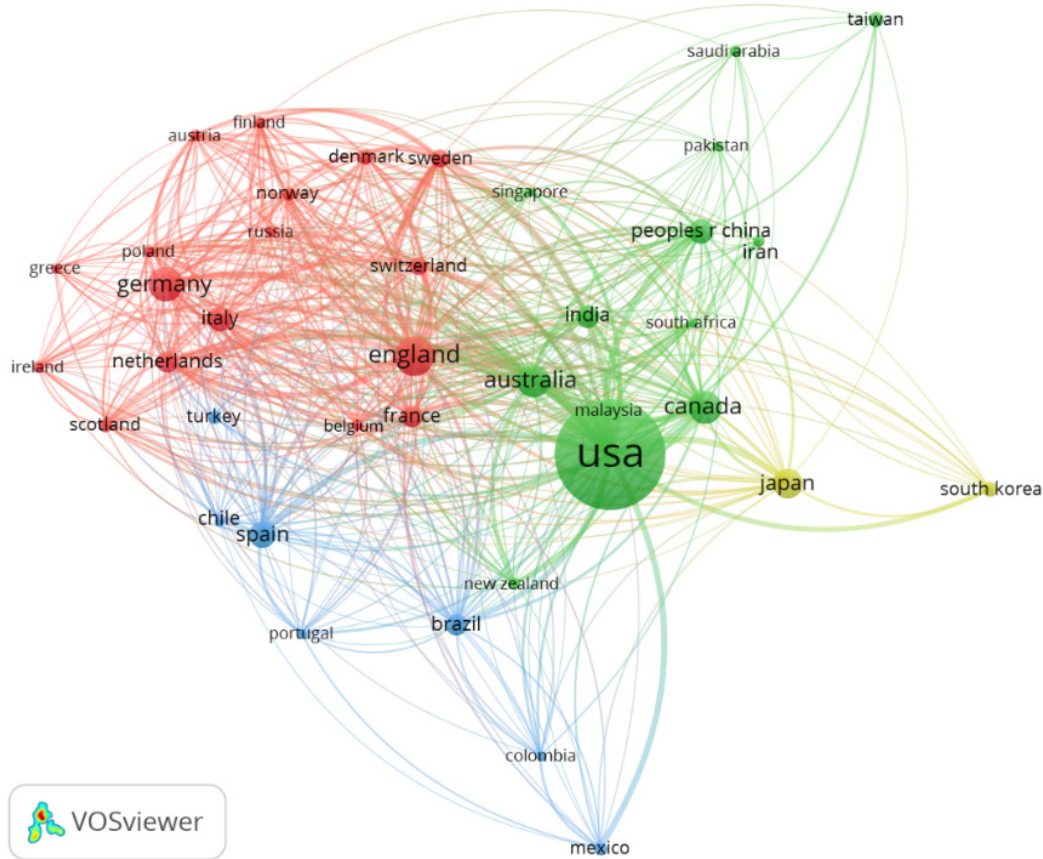 taiwan
saudi arabia
finland
austria
pakistan
denmark
sweden
singapore
norway
russia
peoples r china
iran
poland
greece
switzerland
germany
india
italy
south africa
england
netherlands
ireland
australia
malaysia
canada
turkey
france
scotland
belgium
usa
japan
south korea
chile
spain
new zealand
brazil
portugal
colombia
VOSviewer
mexico